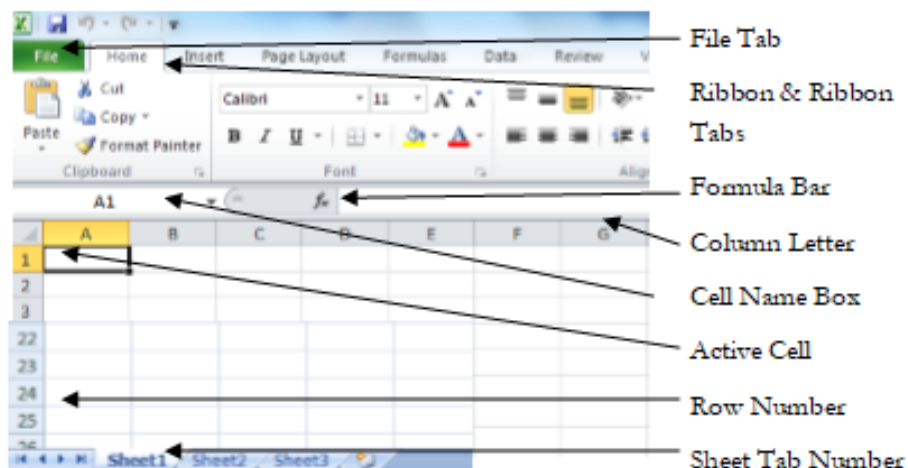 File Home Insert Page Layout Formulas Data Review V
File Tab
Cut
Calibri 11 A A
Ribbon & Ribbon
Tabs
Copy
Paste
Format Painter
B I U A
Clipboard Font
Formula Bar
A1 fx
A B C D E F G
Column Letter
1
2
Cell Name Box
3
22
Active Cell
23
24
Row Number
25
26
Sheet1 Sheet2 Sheet3
Sheet Tab Number